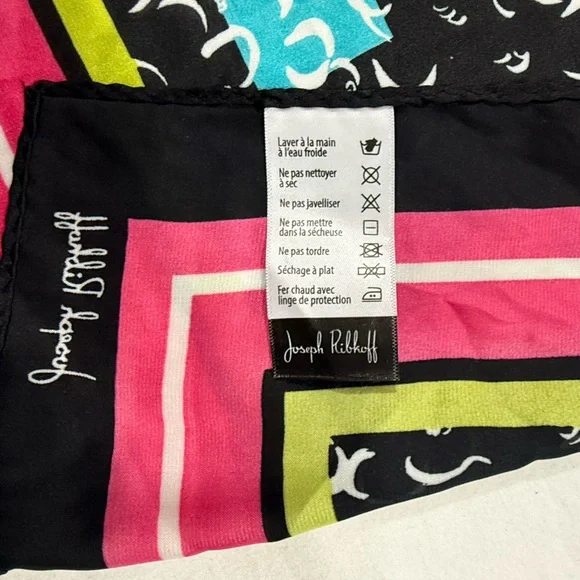 Laver à la main
à l'eau froide
Ne pas nettoyer
à sec
Ne pas javelliser
Ne pas mettre
dans la sécheuse
Ne pas tordre
Séchage à plat
Fer chaud avec
linge de protection
Joseph Ribkoff
Joseph Ribkoff